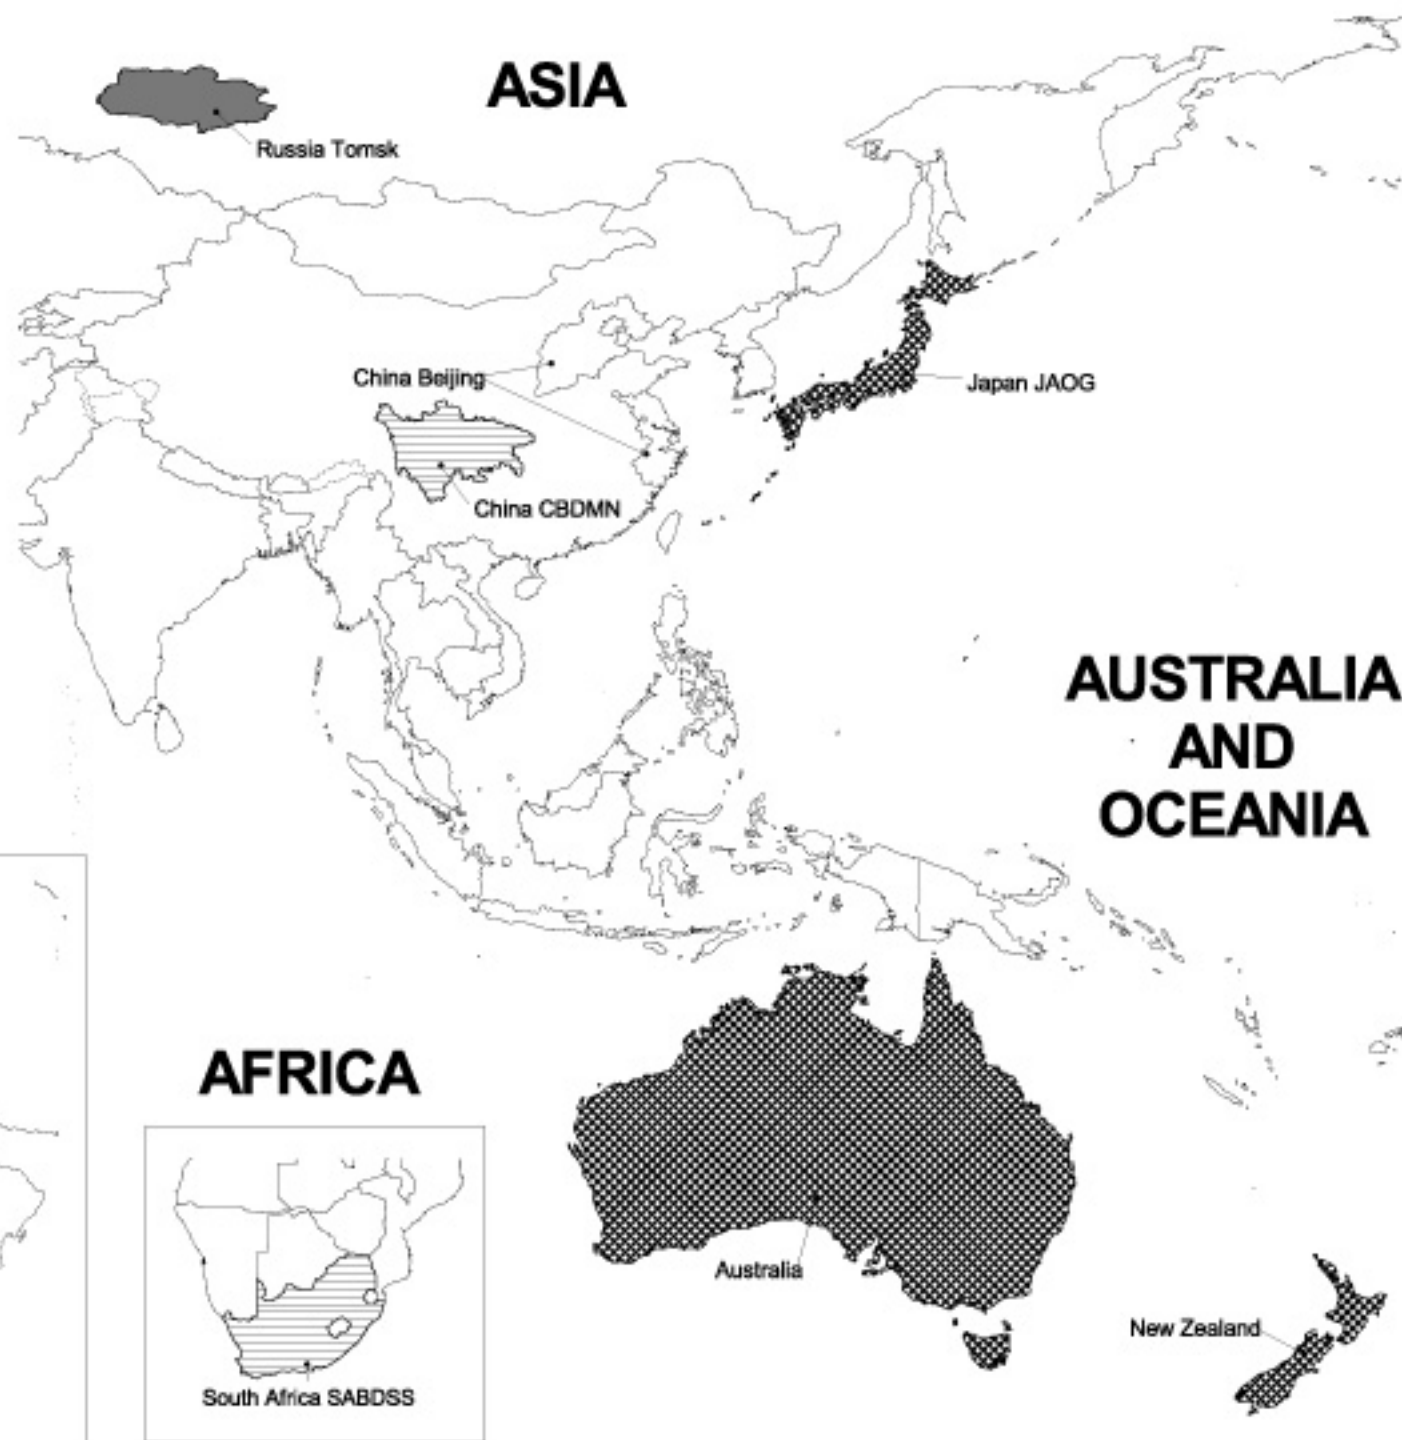 ASIA
Russia Tomsk
China Beijing
Japan JAOG
China CBDMN
AUSTRALIA
AND
OCEANIA
AFRICA
Australia
New Zealand
South Africa SABDSS